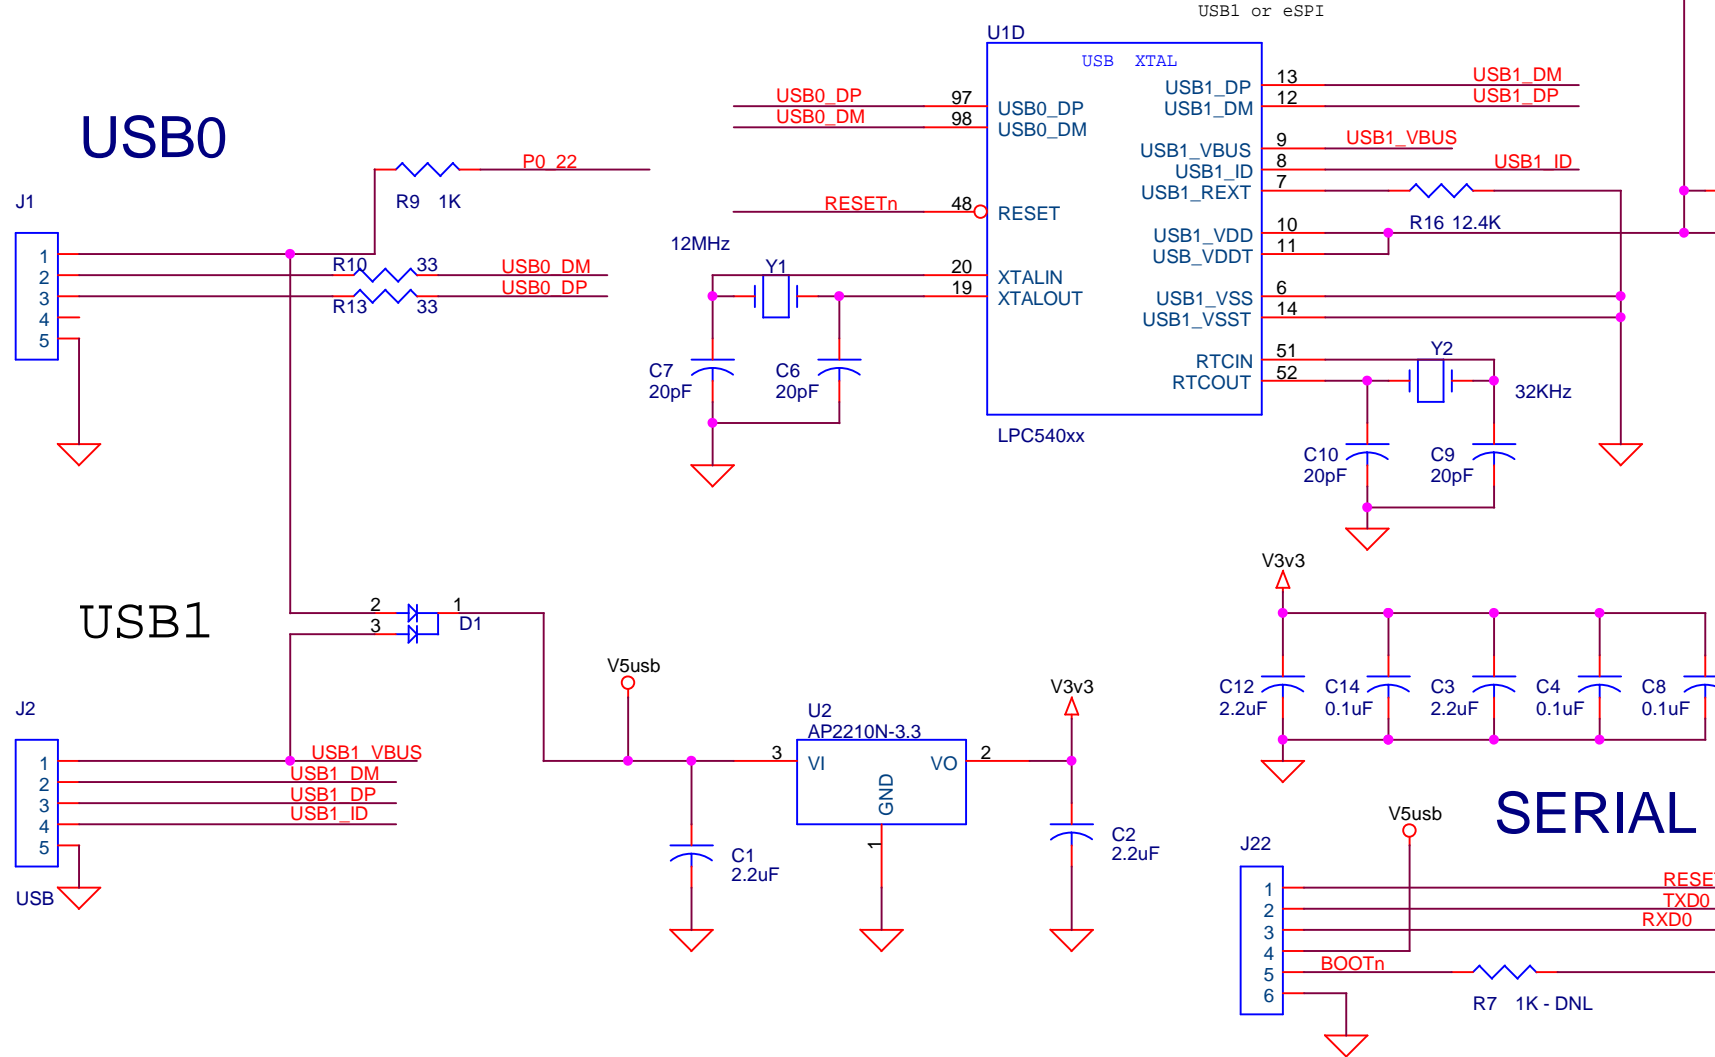 USB1 or eSPI
U1D
USB XTAL
USB0_DP 97 USB0_DP
USB0_DM 98 USB0_DM
RESETn 48 RESET
20 XTALIN
19 XTALOUT
USB1_DP 13 USB1_DM
USB1_DM 12 USB1_DP
USB1_VBUS 9 USB1_VBUS
USB1_ID 8 USB1_ID
USB1_REXT 7
R16 12.4K
USB1_VDD 10
USB_VDDT 11
USB1_VSS 6
USB1_VSST 14
RTCIN 51
RTCOUT 52
LPC540xx
12MHz
Y1
C7
20pF
C6
20pF
Y2
32KHz
C10
20pF
C9
20pF
USB0
P0_22
R9 1K
J1
1
2
3
4
5
R10 33 USB0_DM
USB0_DP
R13 33
USB1
2 1
3 D1
J2
1 USB1_VBUS
2 USB1_DM
3 USB1_DP
4 USB1_ID
5
USB
V5usb
U2
AP2210N-3.3
3 VI VO 2
GND
1
V3v3
C1
2.2uF
C2
2.2uF
V3v3
C12
2.2uF
C14
0.1uF
C3
2.2uF
C4
0.1uF
C8
0.1uF
SERIAL
V5usb
J22
1 RESE
2 TXD0
3 RXD0
4
5 BOOTn
6
R7 1K - DNL